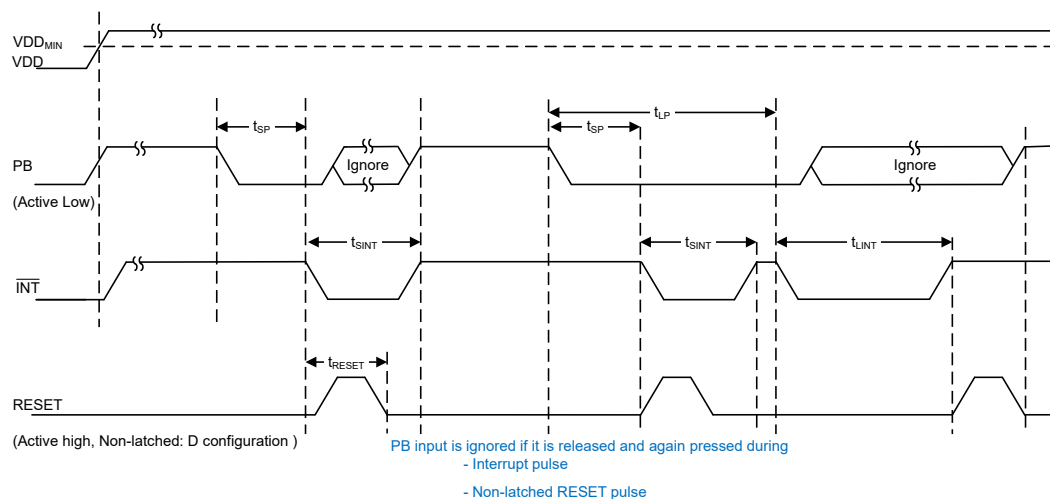 VDDMIN
VDD
tLP
tSP
tSP
PB
Ignore
Ignore
(Active Low)
tSINT
tSINT
tLINT
INT
tRESET
RESET
(Active high, Non-latched: D configuration )
PB input is ignored if it is released and again pressed during
- Interrupt pulse
- Non-latched RESET pulse